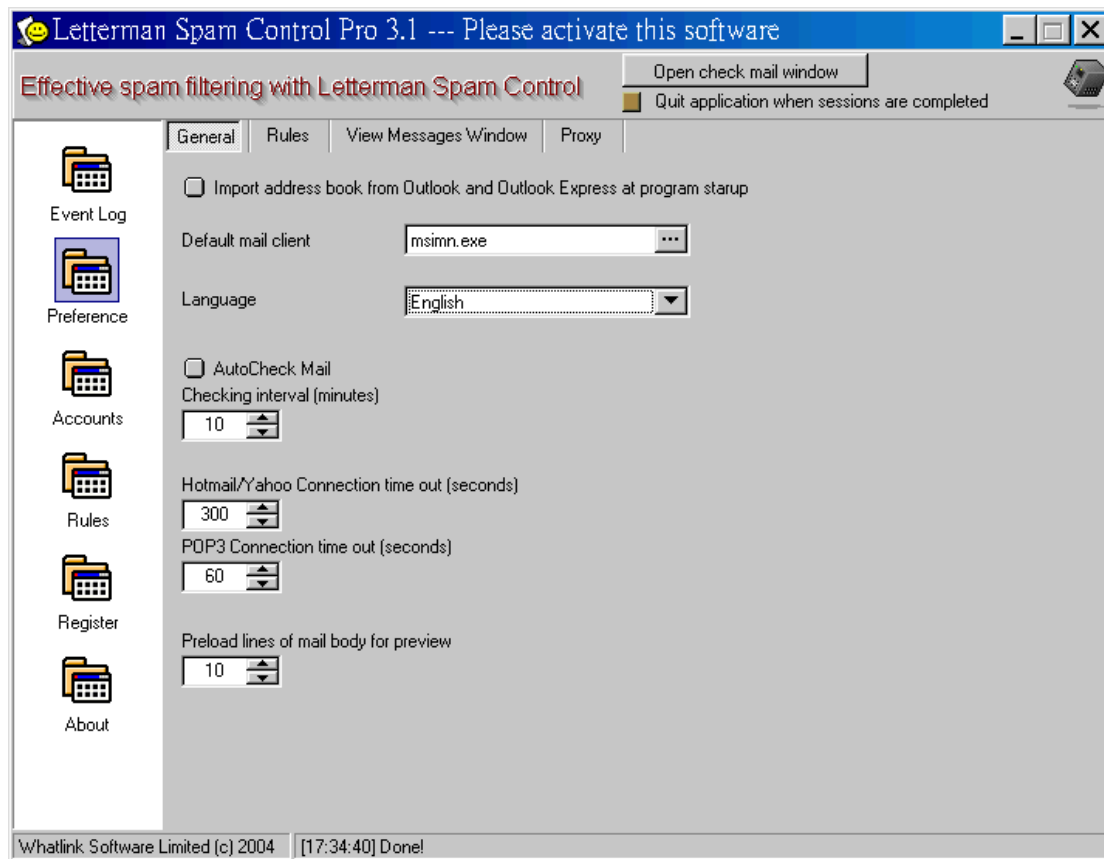 Letterman Spam Control Pro 3.1 --- Please activate this software
Effective spam filtering with Letterman Spam Control
Open check mail window
Quit application when sessions are completed
General Rules View Messages Window Proxy
Event Log
Preference
Accounts
Rules
Register
About
Import address book from Outlook and Outlook Express at program starup
Default mail client msimn.exe ...
Language English
AutoCheck Mail
Checking interval (minutes)
10
Hotmail/Yahoo Connection time out (seconds)
300
POP3 Connection time out (seconds)
60
Preload lines of mail body for preview
10
Whatlink Software Limited (c) 2004 [17:34:40] Done!